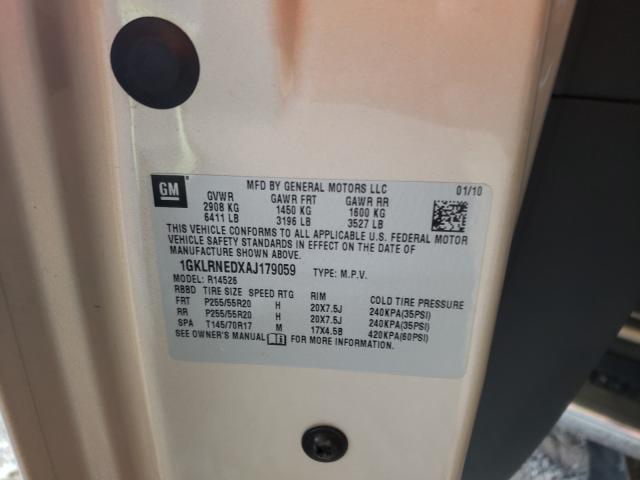 GM
MFD BY GENERAL MOTORS LLC 01/10
GVWR GAWR FRT GAWR RR
2908 KG 1450 KG 1600 KG
6411 LB 3196 LB 3527 LB
THIS VEHICLE CONFORMS TO ALL APPLICABLE U.S. FEDERAL MOTOR
VEHICLE SAFETY STANDARDS IN EFFECT ON THE DATE OF
MANUFACTURE SHOWN ABOVE.
1GKLRNEDXAJ179059 TYPE: M.P.V.
MODEL: R14526
RBBD TIRE SIZE SPEED RTG RIM COLD TIRE PRESSURE
FRT P255/55R20 H 20X7.5J 240KPA(35PSI)
RR P255/55R20 H 20X7.5J 240KPA(35PSI)
SPA T145/70R17 M 17X4.5B 420KPA(60PSI)
SEE OWNER'S MANUAL FOR MORE INFORMATION.